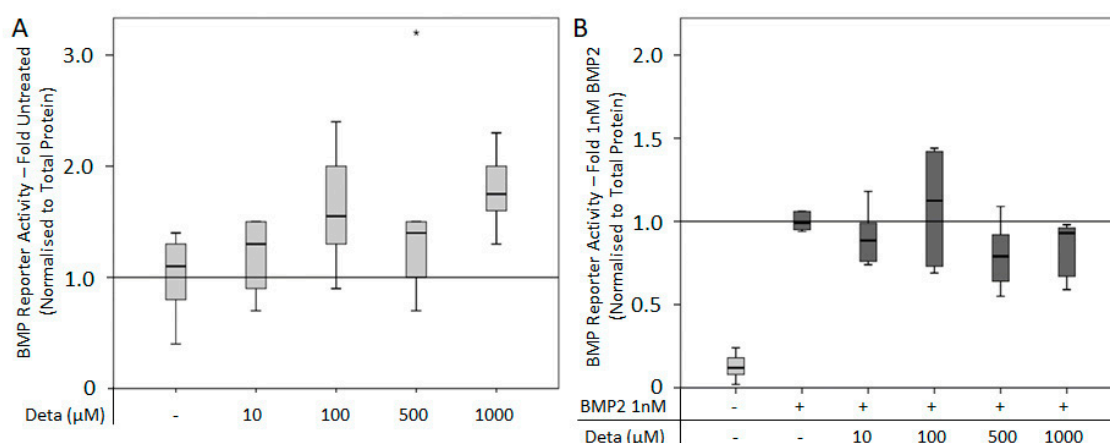 A
BMP Reporter Activity – Fold Untreated
(Normalised to Total Protein)
3.0
2.0
1.0
0
*
Deta (µM) - 10 100 500 1000
B
BMP Reporter Activity – Fold 1nM BMP2
(Normalised to Total Protein)
2.0
1.5
1.0
0.5
0
BMP2 1nM - + + + + +
Deta (µM) - - 10 100 500 1000